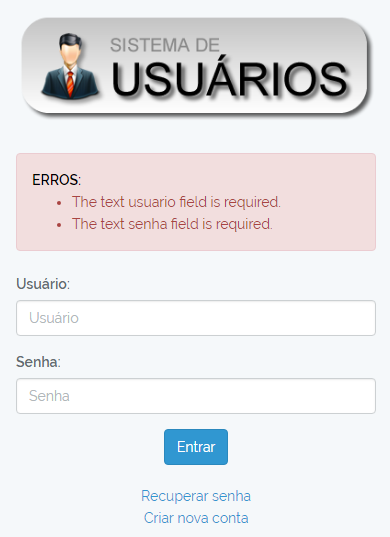 SISTEMA DE
USUÁRIOS
ERROS:
The text usuario field is required.
The text senha field is required.
Usuário:
Usuário
Senha:
Senha
Entrar
Recuperar senha
Criar nova conta